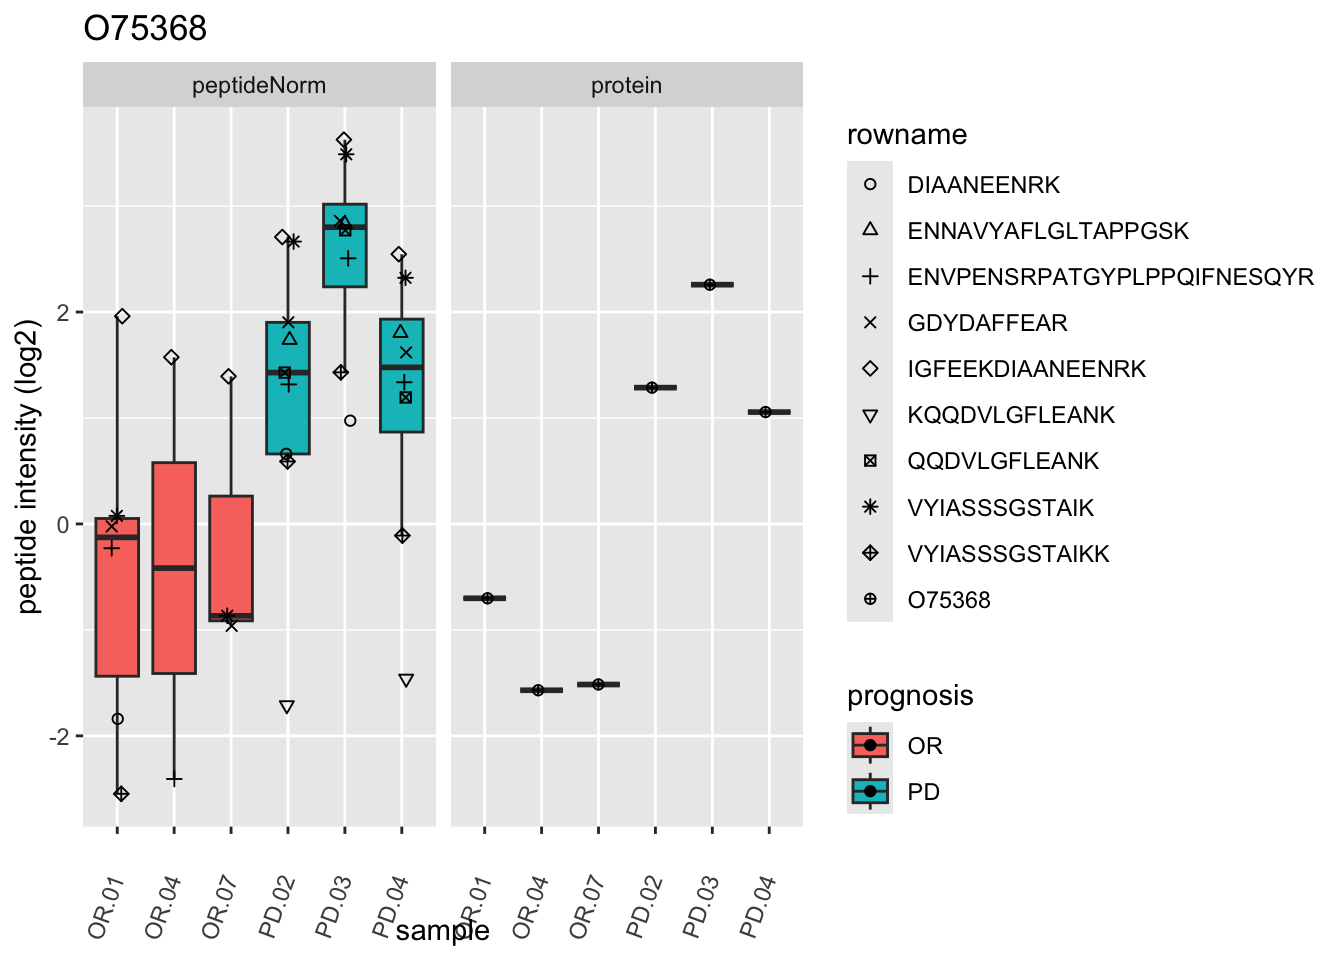 O75368
peptideNorm
protein
peptide intensity (log2)
2
0
-2
OR.01
OR.04
OR.07
PD.02
PD.03
PD.04
OR.01
OR.04
OR.07
PD.02
PD.03
PD.04
sample
rowname
DIAANEENRK
ENNAVYAFLGLTAPPGSK
ENVPENSRPATGYPLPPQIFNESQYR
GDYDAFFEAR
IGFEEKDIAANEENRK
KQQDVLGFLEANK
QQDVLGFLEANK
VYIASSSGSTAIK
VYIASSSGSTAIKK
O75368
prognosis
OR
PD